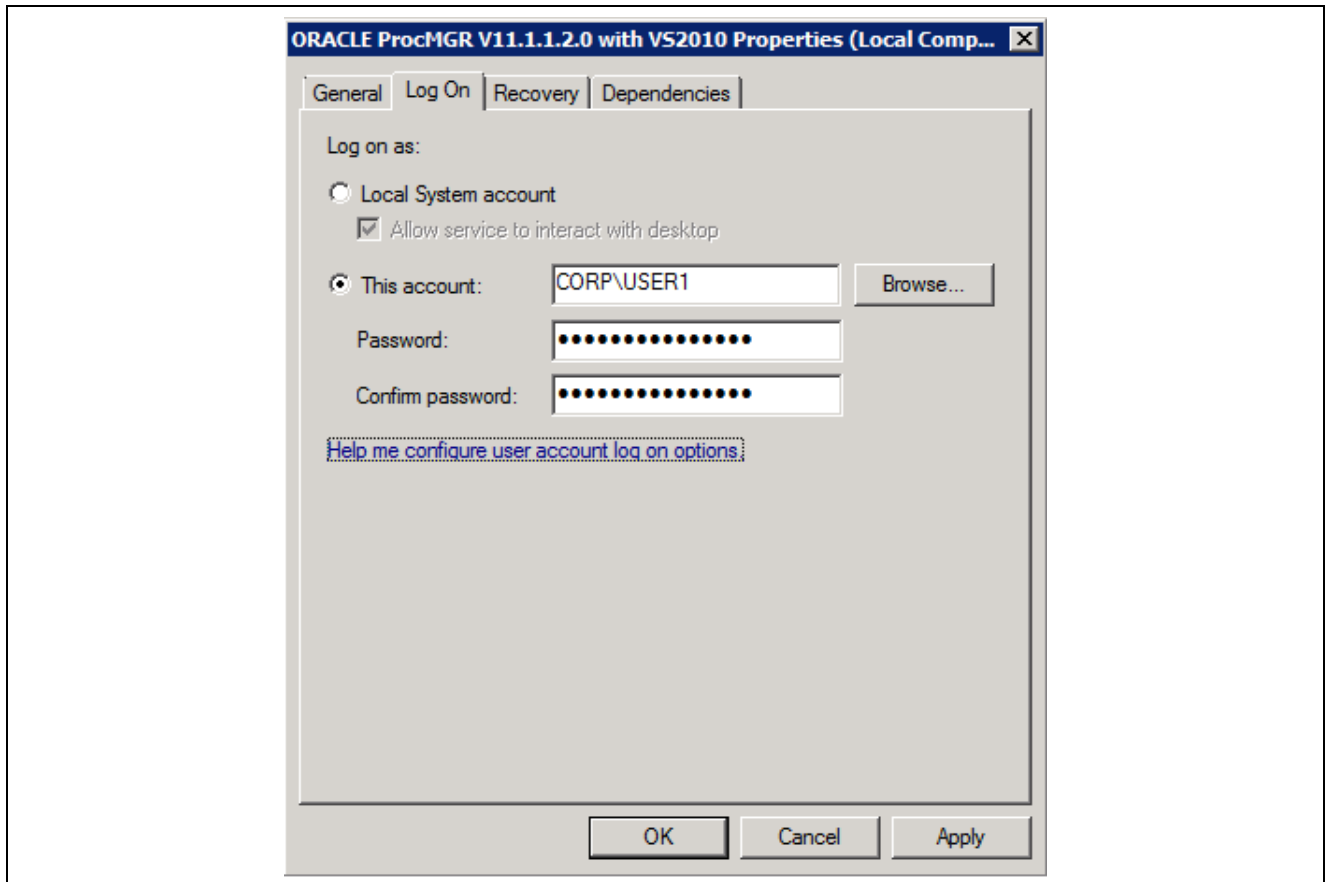 ORACLE ProcMGR V11.1.1.2.0 with VS2010 Properties (Local Comp...
General Log On Recovery Dependencies
Log on as:
Local System account
Allow service to interact with desktop
This account: CORP\USER1 Browse...
Password: ●●●●●●●●●●●●●●●
Confirm password: ●●●●●●●●●●●●●●●
Help me configure user account log on options.
OK Cancel Apply